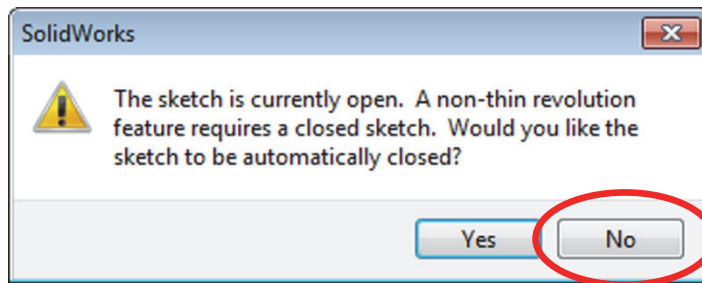 SolidWorks
The sketch is currently open.  A non-thin revolution
feature requires a closed sketch.  Would you like the
sketch to be automatically closed?
Yes
No